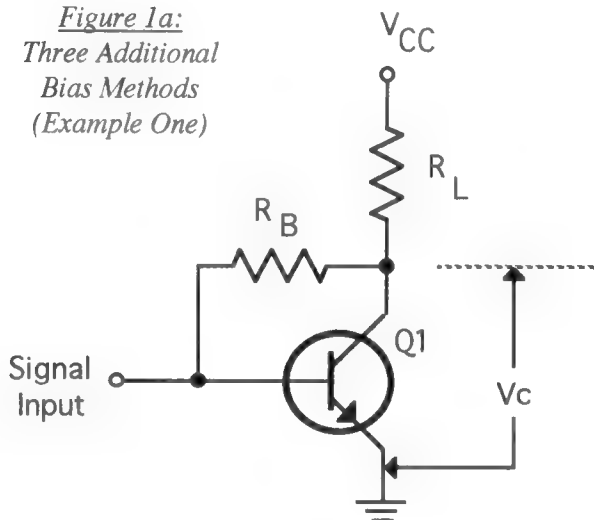 Figure 1a:
Three Additional
Bias Methods
(Example One)
VCC
RL
RB
Q1
Signal
Input
Vc